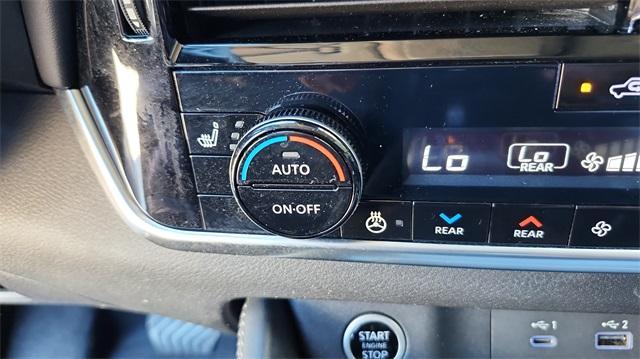 Lo
Lo
REAR
AUTO
ON·OFF
REAR
REAR
START
ENGINE
STOP
1
2